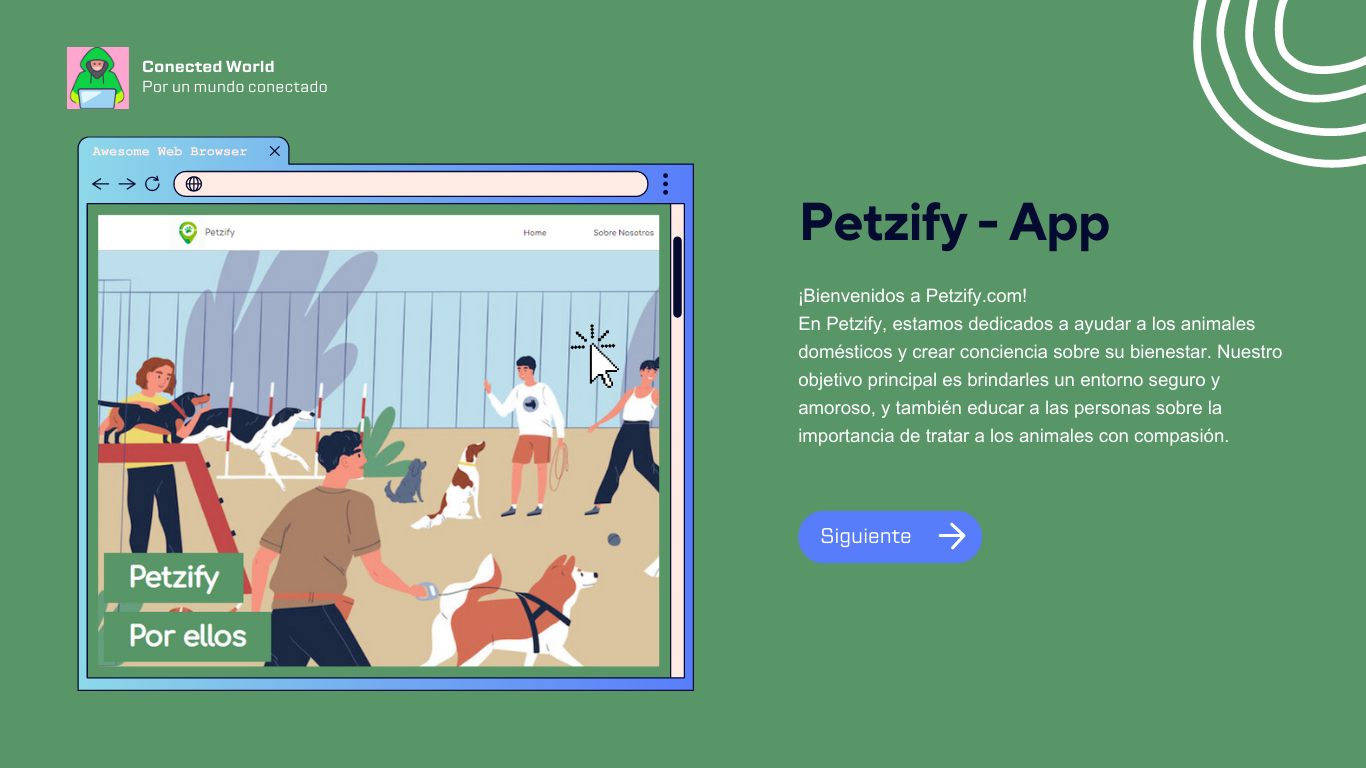 Conected World
Por un mundo conectado
Awesome Web Browser
Petzify
Home
Sobre Nosotros
Petzify
Por ellos
Petzify - App
¡Bienvenidos a Petzify.com!
En Petzify, estamos dedicados a ayudar a los animales
domésticos y crear conciencia sobre su bienestar. Nuestro
objetivo principal es brindarles un entorno seguro y
amoroso, y también educar a las personas sobre la
importancia de tratar a los animales con compasión.
Siguiente